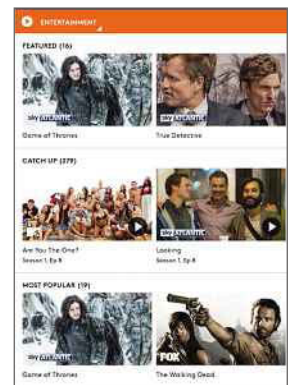 ENTERTAINMENT
FEATURED (16)
sky ATLANTIC
sky ATLANTIC
Game of Thrones
True Detective
CATCH UP (279)
sky ATLANTIC
Are You The One?
Looking
Season 1, Ep 8
Season 1, Ep 8
MOST POPULAR (19)
sky ATLANTIC
FOX
Game of Thrones
The Walking Dead